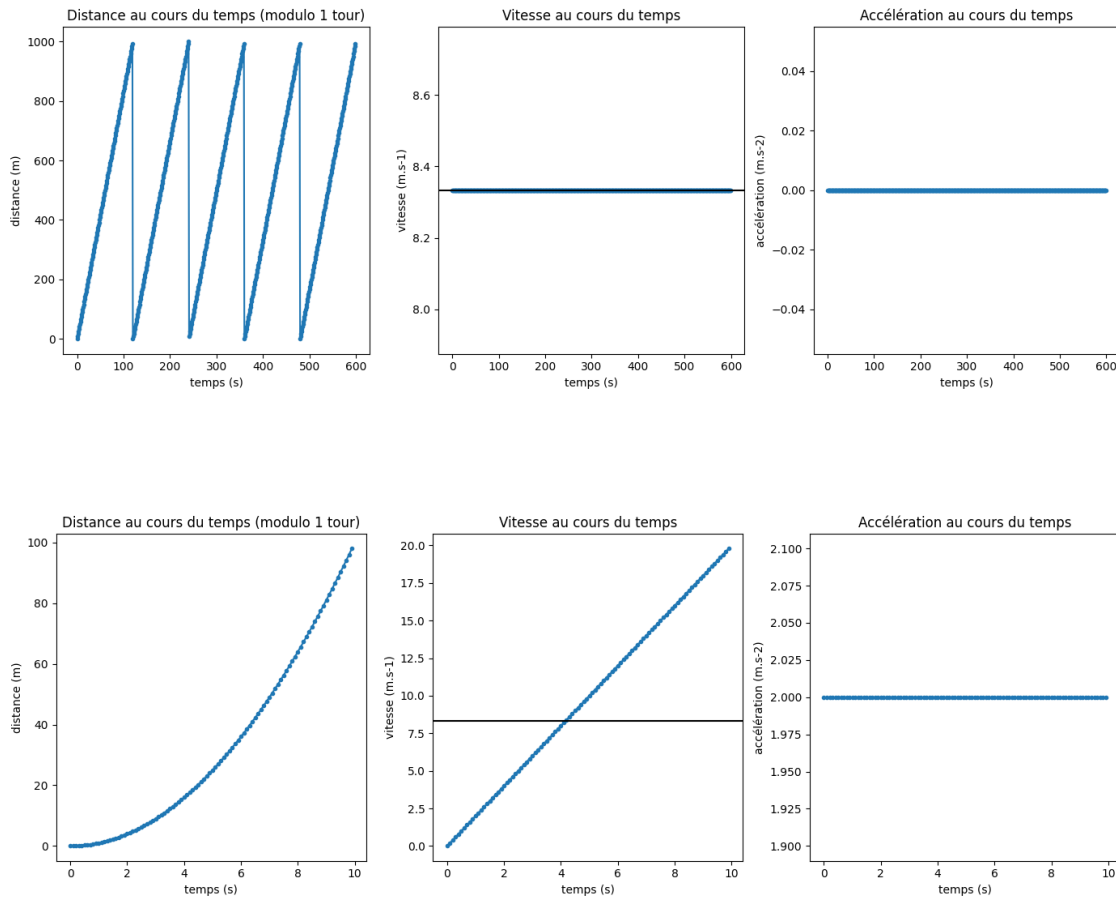 Distance au cours du temps (modulo 1 tour)
1000
800
600
400
200
0
distance (m)
0 100 200 300 400 500 600
temps (s)
Vitesse au cours du temps
8.6
8.4
8.2
8.0
vitesse (m.s-1)
0 100 200 300 400 500 600
temps (s)
Accélération au cours du temps
0.04
0.02
0.00
−0.02
−0.04
accélération (m.s-2)
0 100 200 300 400 500 600
temps (s)
Distance au cours du temps (modulo 1 tour)
100
80
60
40
20
0
distance (m)
0 2 4 6 8 10
temps (s)
Vitesse au cours du temps
20.0
17.5
15.0
12.5
10.0
7.5
5.0
2.5
0.0
vitesse (m.s-1)
0 2 4 6 8 10
temps (s)
Accélération au cours du temps
2.100
2.075
2.050
2.025
2.000
1.975
1.950
1.925
1.900
accélération (m.s-2)
0 2 4 6 8 10
temps (s)